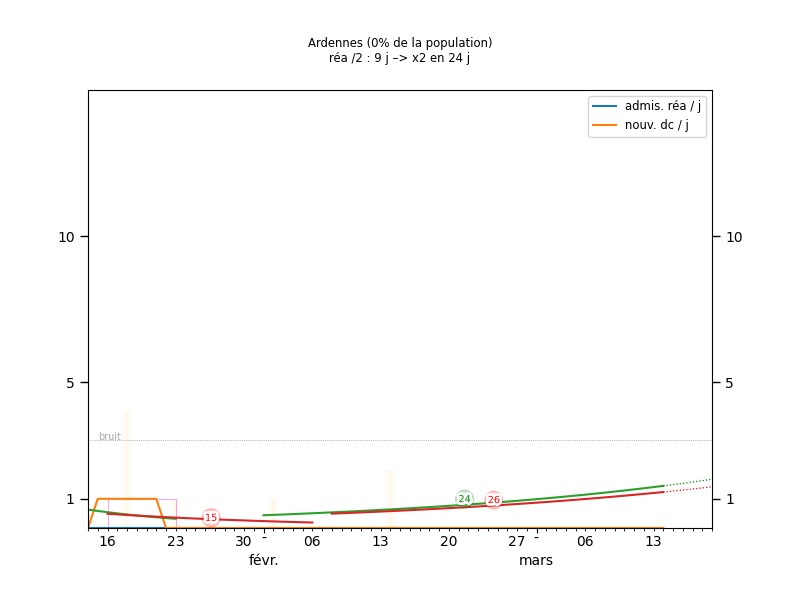 Ardennes (0% de la population)
réa /2 : 9 j –> x2 en 24 j
admis. réa / j
nouv. dc / j
10
10
5
5
bruit
1
1
15
24
26
16
23
30
06
13
20
27
06
13
févr.
mars